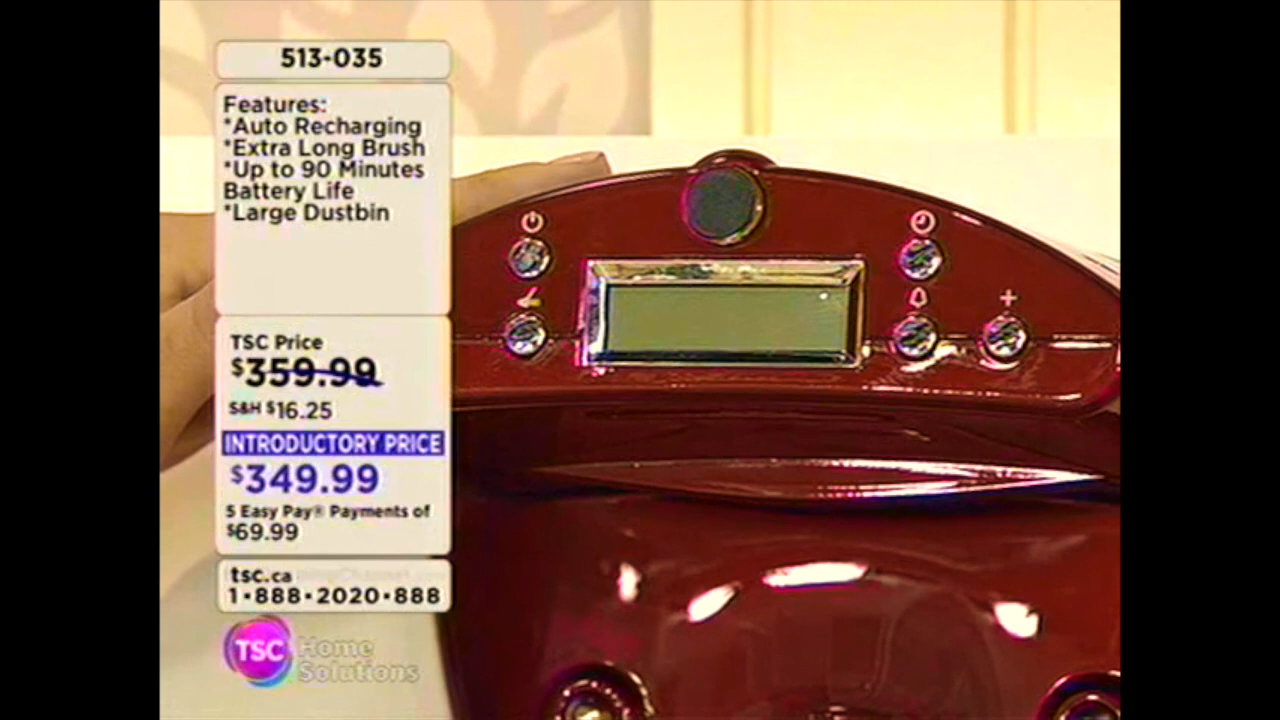 513-035
Features:
*Auto Recharging
*Extra Long Brush
*Up to 90 Minutes
Battery Life
*Large Dustbin
TSC Price
$359.99
S&H $16.25
INTRODUCTORY PRICE
$349.99
5 Easy Pay® Payments of
$69.99
tsc.ca
1•888•2020•888
TSC Home
Solutions